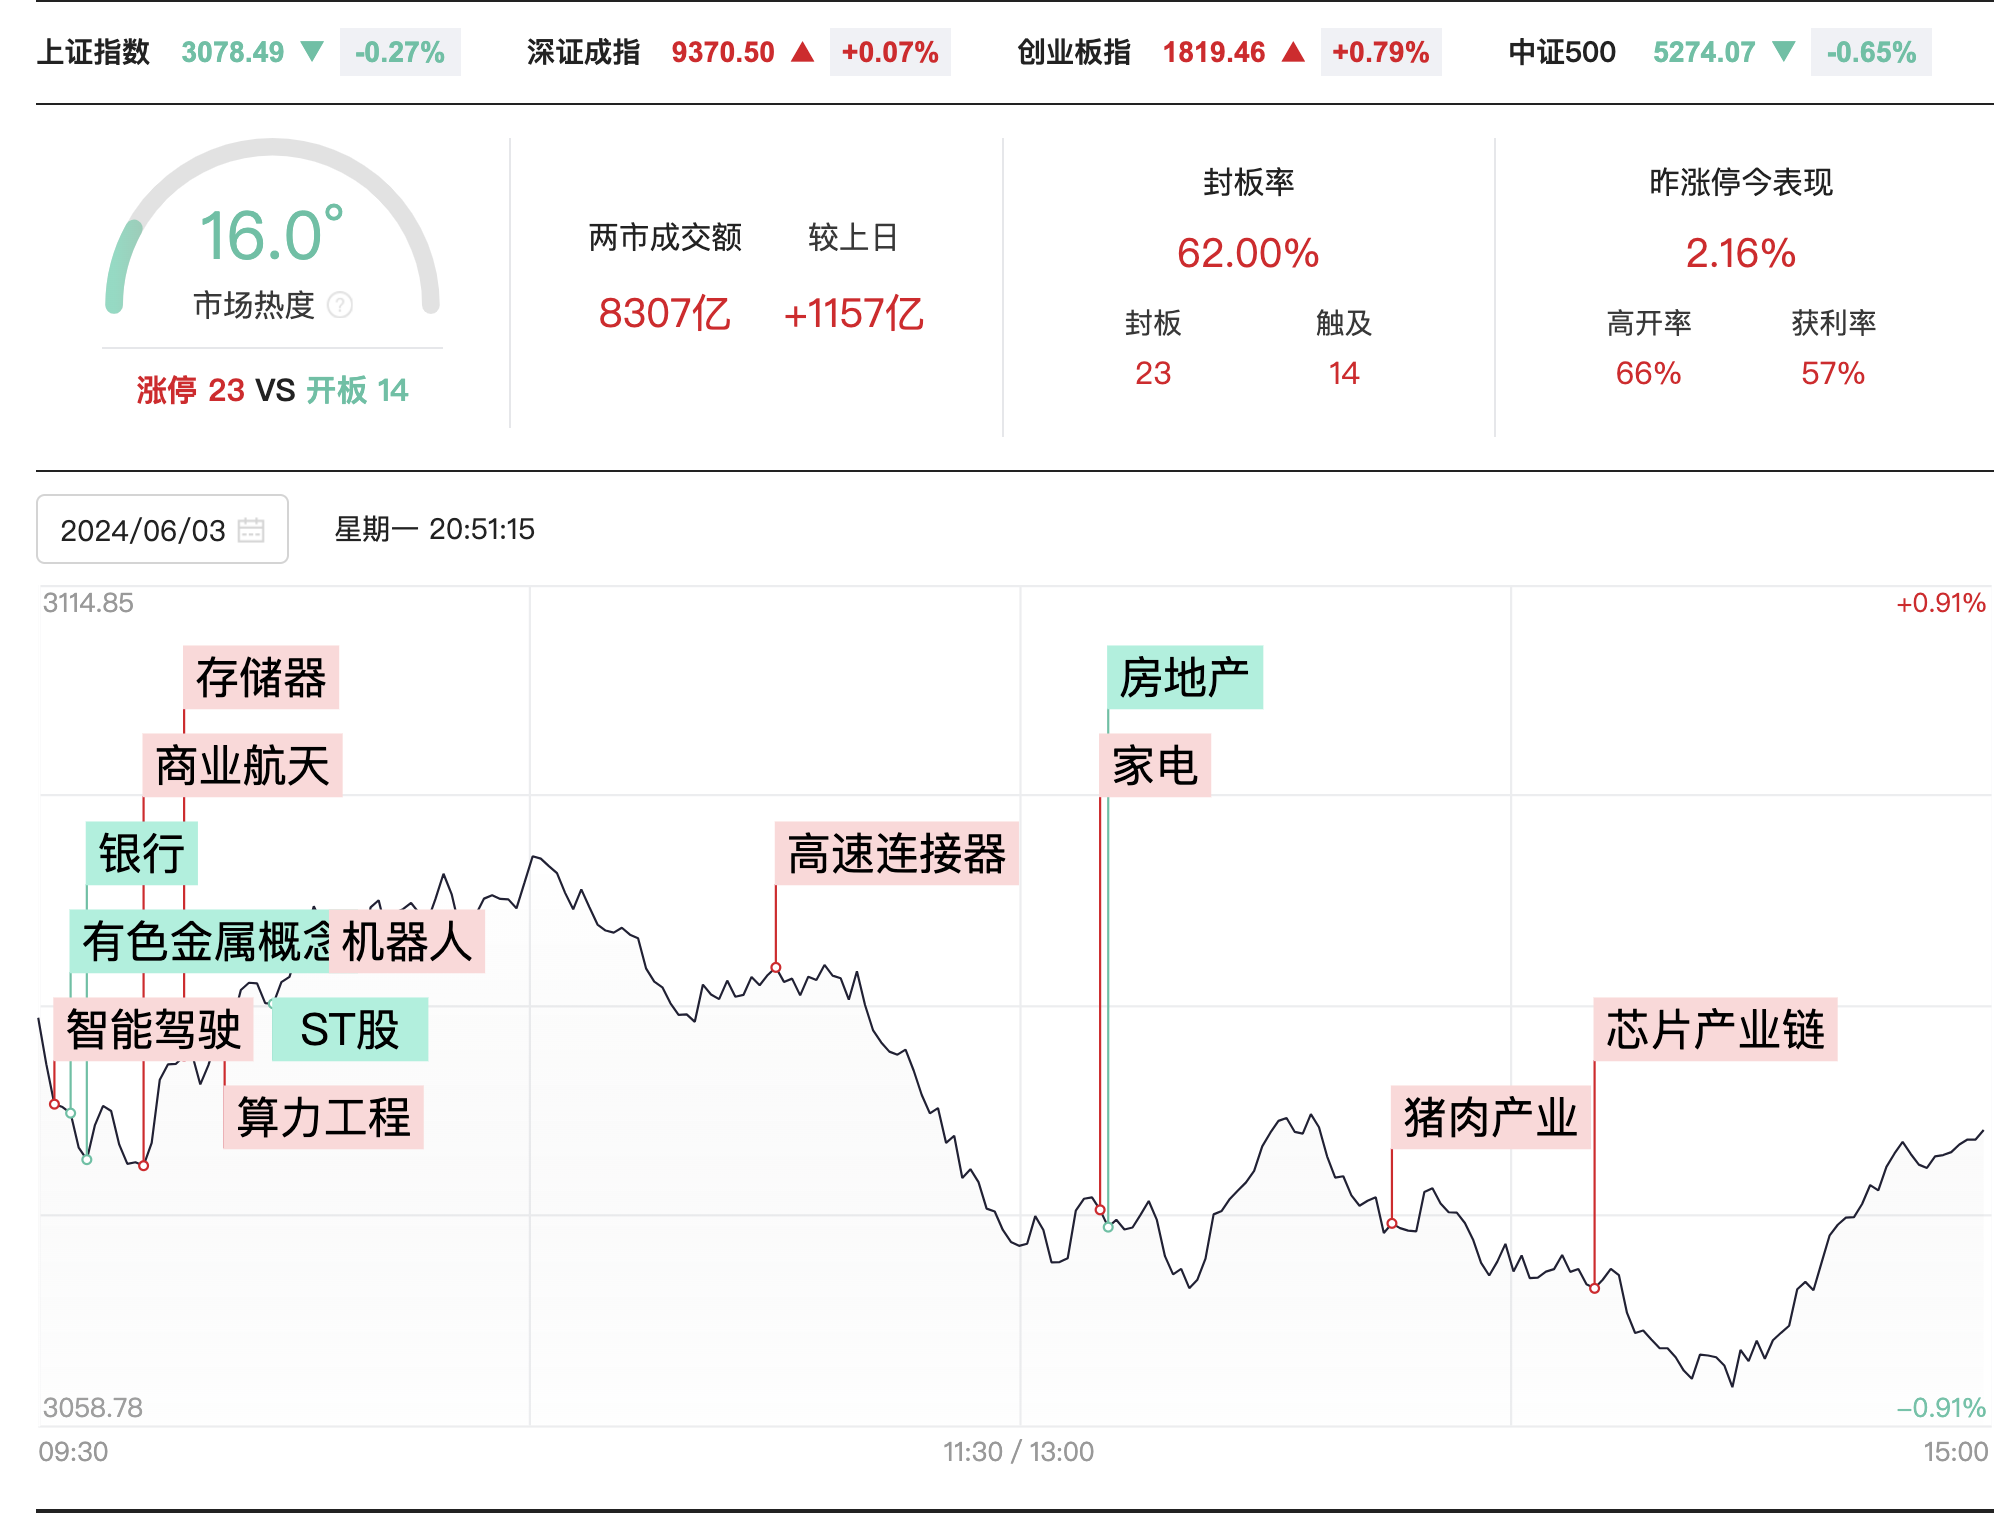 上证指数 3078.49 ▼ -0.27% 深证成指 9370.50 ▲ +0.07% 创业板指 1819.46 ▲ +0.79% 中证500 5274.07 ▼ -0.65%
16.0°
市场热度 ?
涨停 23 VS 开板 14
两市成交额 较上日
8307亿 +1157亿
封板率
62.00%
封板 触及
23 14
昨涨停今表现
2.16%
高开率 获利率
66% 57%
2024/06/03 星期一 20:51:15
3114.85 +0.91%
存储器 房地产
商业航天 家电
银行 高速连接器
有色金属概念 机器人
智能驾驶 ST股 芯片产业链
算力工程 猪肉产业
3058.78 -0.91%
09:30 11:30 / 13:00 15:00